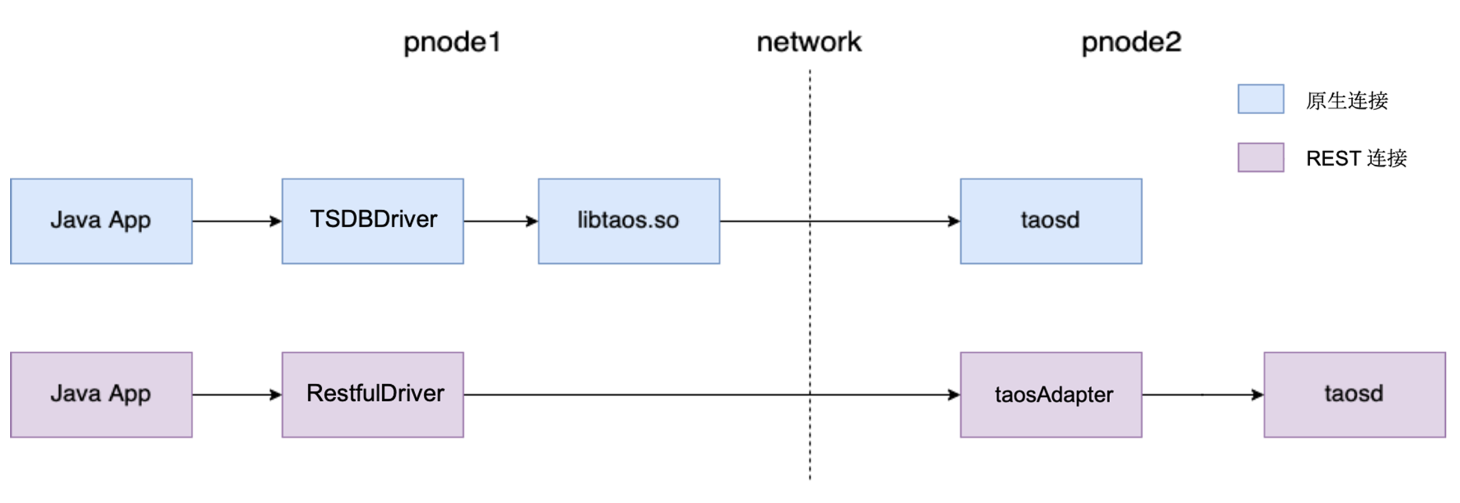 pnode1 network pnode2
原生连接
REST 连接
Java App TSDBDriver libtaos.so taosd
Java App RestfulDriver taosAdapter taosd